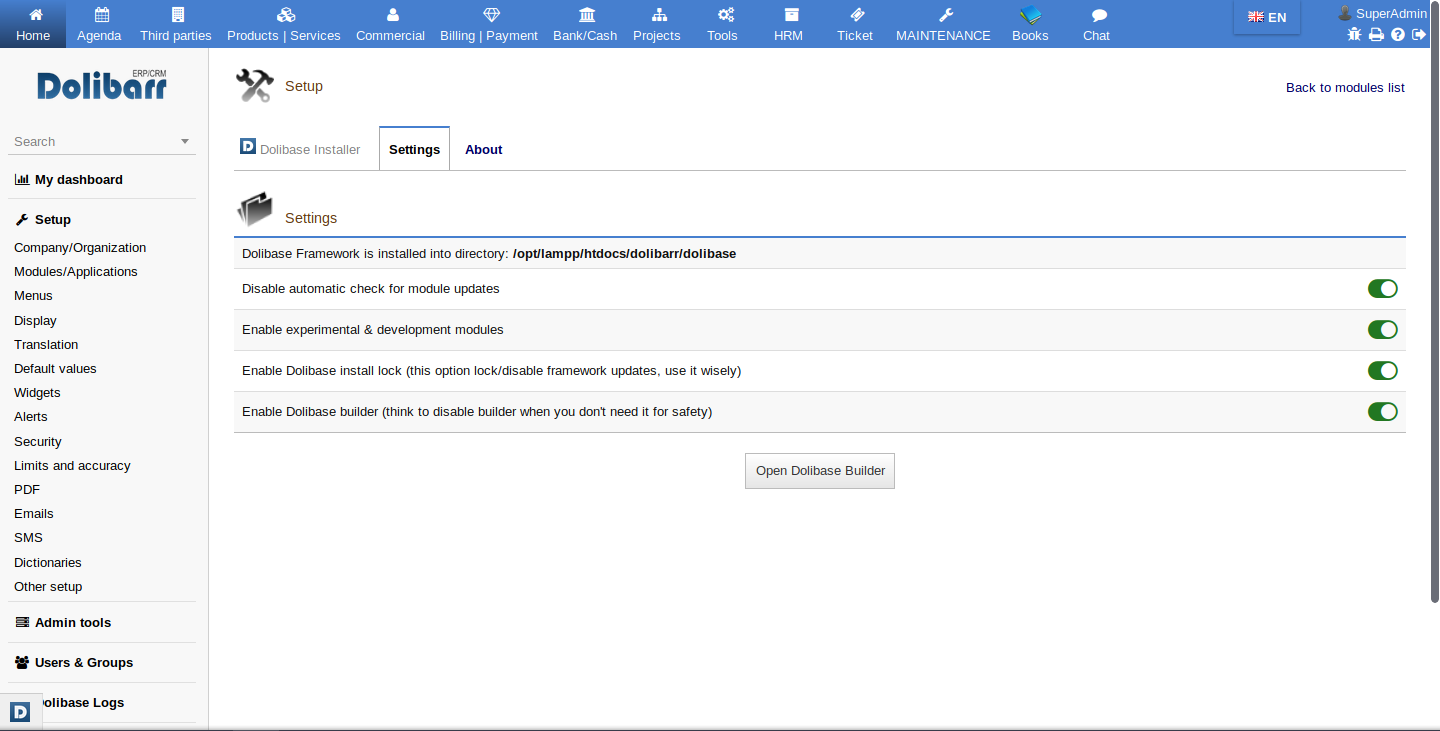 Home
Agenda
Third parties
Products | Services
Commercial
Billing | Payment
Bank/Cash
Projects
Tools
HRM
Ticket
MAINTENANCE
Books
Chat
EN
SuperAdmin
ERP/CRM
Dolibarr
Search
My dashboard
Setup
Company/Organization
Modules/Applications
Menus
Display
Translation
Default values
Widgets
Alerts
Security
Limits and accuracy
PDF
Emails
SMS
Dictionaries
Other setup
Admin tools
Users & Groups
olibase Logs
D
Setup
Back to modules list
D Dolibase Installer
Settings
About
Settings
Dolibase Framework is installed into directory: /opt/lampp/htdocs/dolibarr/dolibase
Disable automatic check for module updates
Enable experimental & development modules
Enable Dolibase install lock (this option lock/disable framework updates, use it wisely)
Enable Dolibase builder (think to disable builder when you don't need it for safety)
Open Dolibase Builder